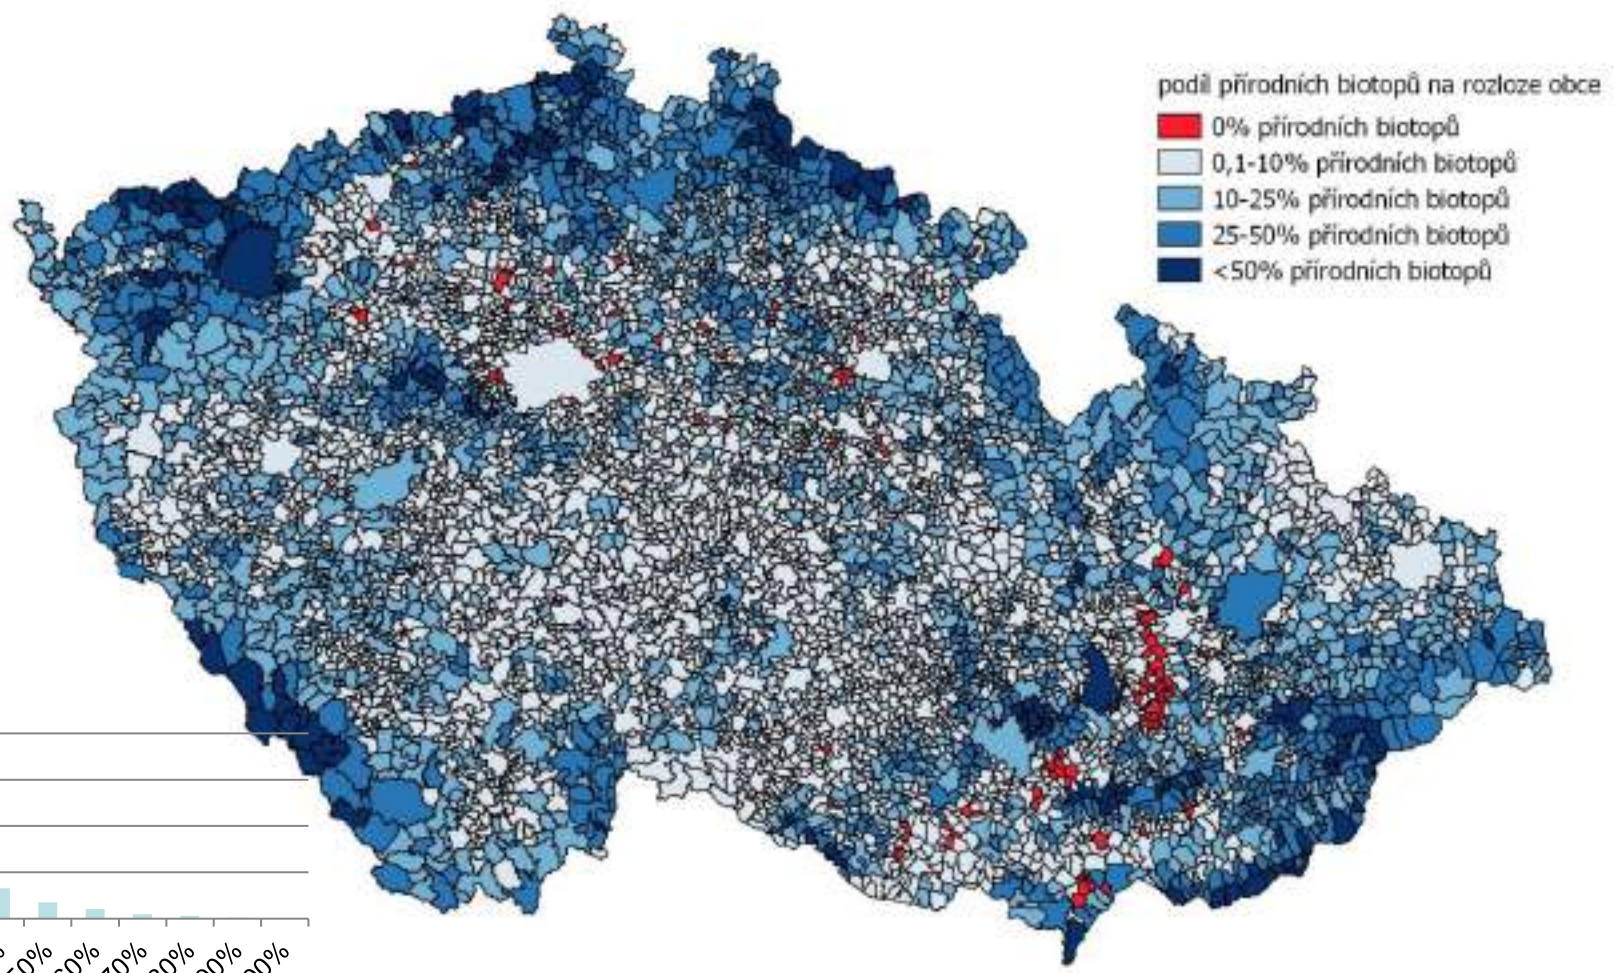 podíl přírodních biotopů na rozloze obce
0% přírodních biotopů
0,1-10% přírodních biotopů
10-25% přírodních biotopů
25-50% přírodních biotopů
<50% přírodních biotopů